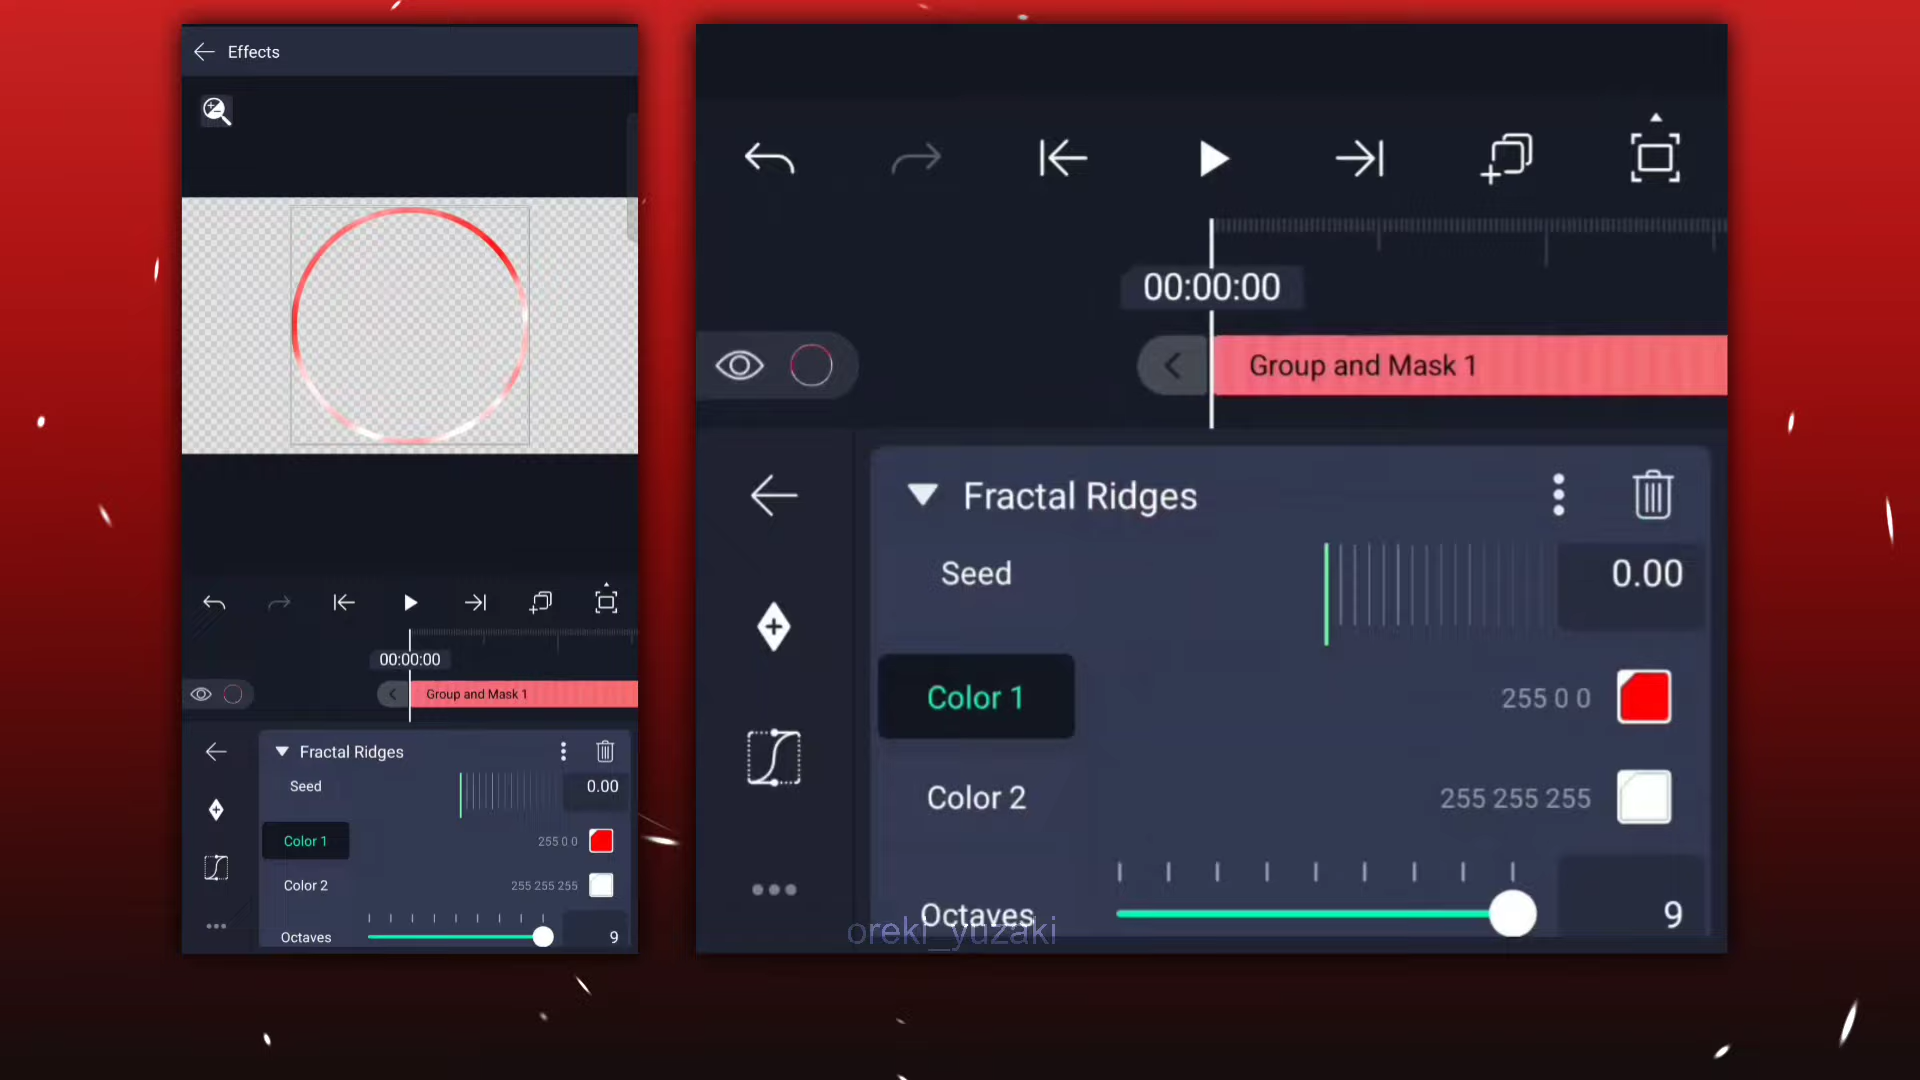 Effects
00:00:00
Group and Mask 1
Fractal Ridges
Seed
0.00
Color 1
255 0 0
Color 2
255 255 255
Octaves
9
00:00:00
Group and Mask 1
Fractal Ridges
Seed
0.00
Color 1
255 0 0
Color 2
255 255 255
Octaves
9
oreki_yuzaki